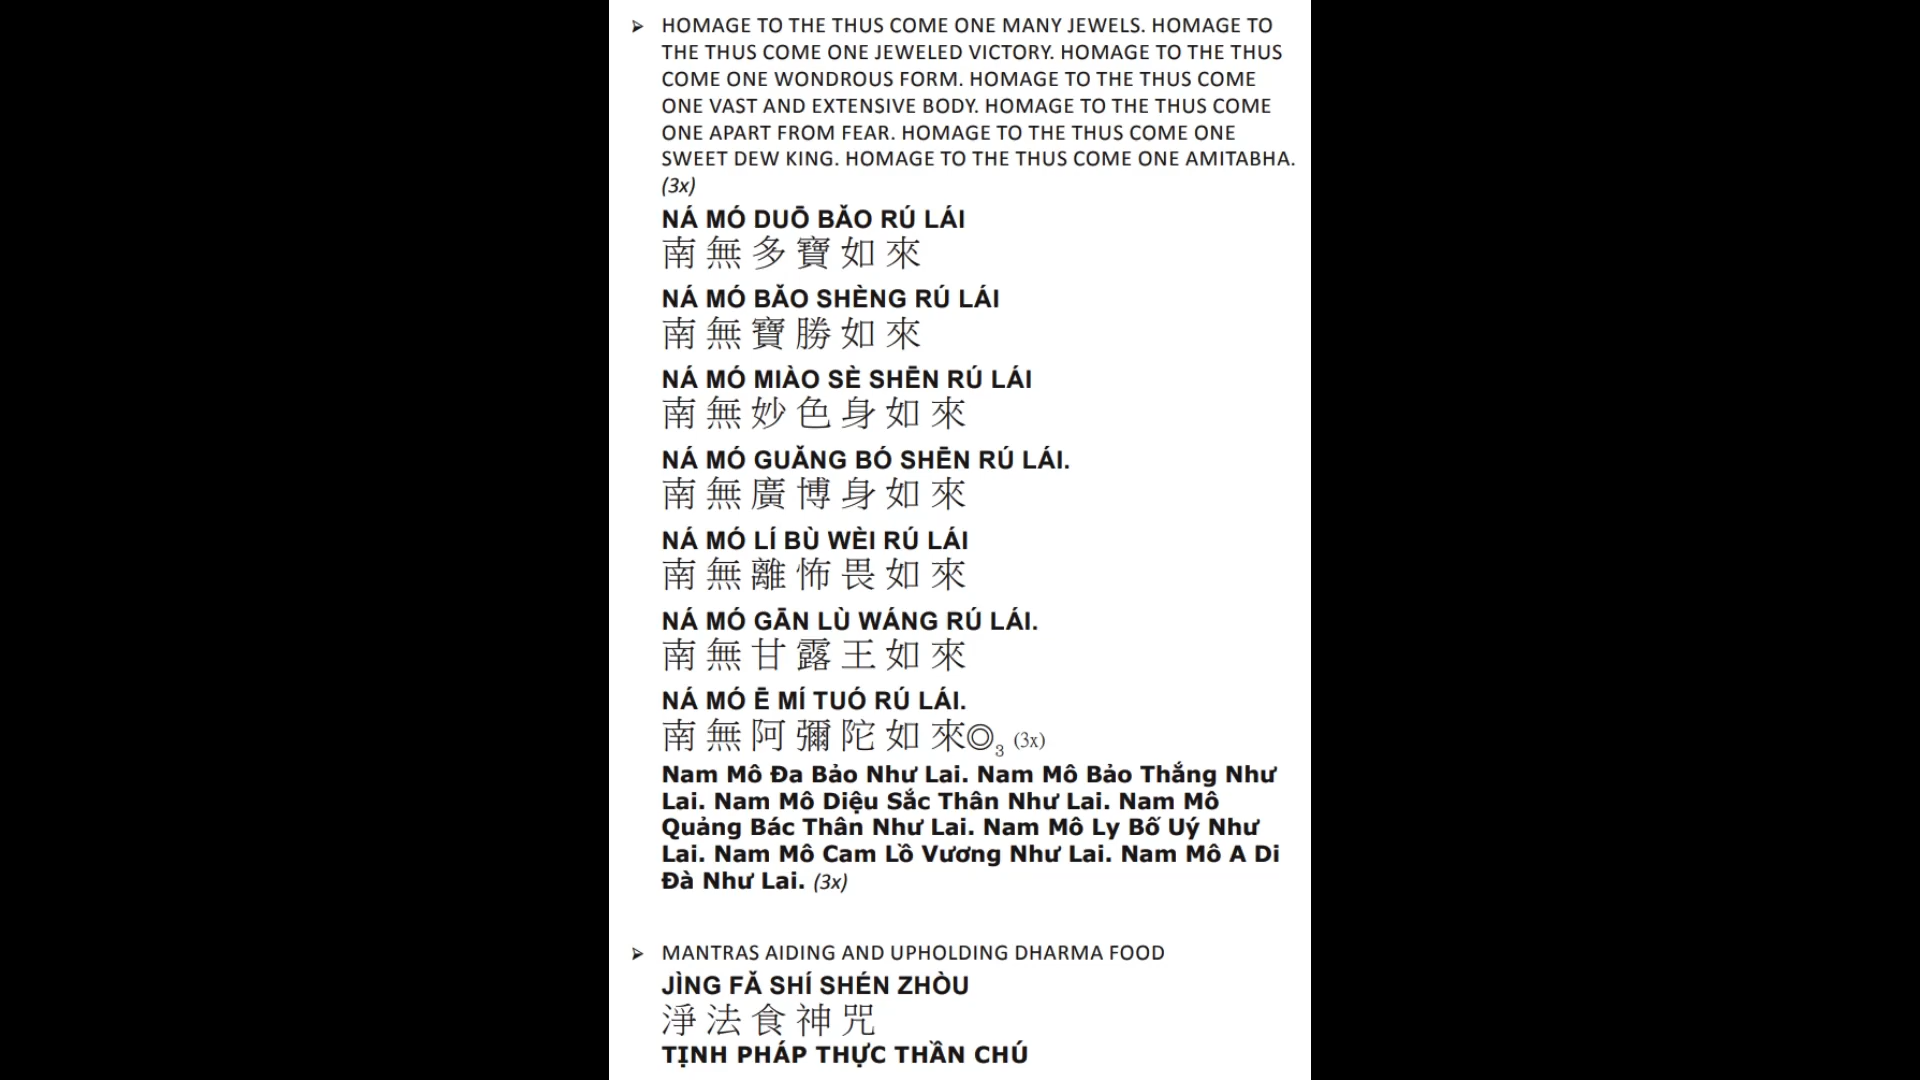 ➢ HOMAGE TO THE THUS COME ONE MANY JEWELS. HOMAGE TO
THE THUS COME ONE JEWELED VICTORY. HOMAGE TO THE THUS
COME ONE WONDROUS FORM. HOMAGE TO THE THUS COME
ONE VAST AND EXTENSIVE BODY. HOMAGE TO THE THUS COME
ONE APART FROM FEAR. HOMAGE TO THE THUS COME ONE
SWEET DEW KING. HOMAGE TO THE THUS COME ONE AMITABHA.
(3x)
NÁ MÓ DUŌ BǍO RÚ LÁI
南無多寶如來
NÁ MÓ BǍO SHÈNG RÚ LÁI
南無寶勝如來
NÁ MÓ MIÀO SÈ SHĒN RÚ LÁI
南無妙色身如來
NÁ MÓ GUǍNG BÓ SHĒN RÚ LÁI.
南無廣博身如來
NÁ MÓ LÍ BÙ WÈI RÚ LÁI
南無離怖畏如來
NÁ MÓ GĀN LÙ WÁNG RÚ LÁI.
南無甘露王如來
NÁ MÓ Ē MÍ TUÓ RÚ LÁI.
南無阿彌陀如來◎3 (3x)
Nam Mô Đa Bảo Như Lai. Nam Mô Bảo Thắng Như
Lai. Nam Mô Diệu Sắc Thân Như Lai. Nam Mô
Quảng Bác Thân Như Lai. Nam Mô Ly Bố Uý Như
Lai. Nam Mô Cam Lồ Vương Như Lai. Nam Mô A Di
Đà Như Lai. (3x)
➢ MANTRAS AIDING AND UPHOLDING DHARMA FOOD
JÌNG FǍ SHÍ SHÉN ZHÒU
淨法食神咒
TỊNH PHÁP THỰC THẦN CHÚ